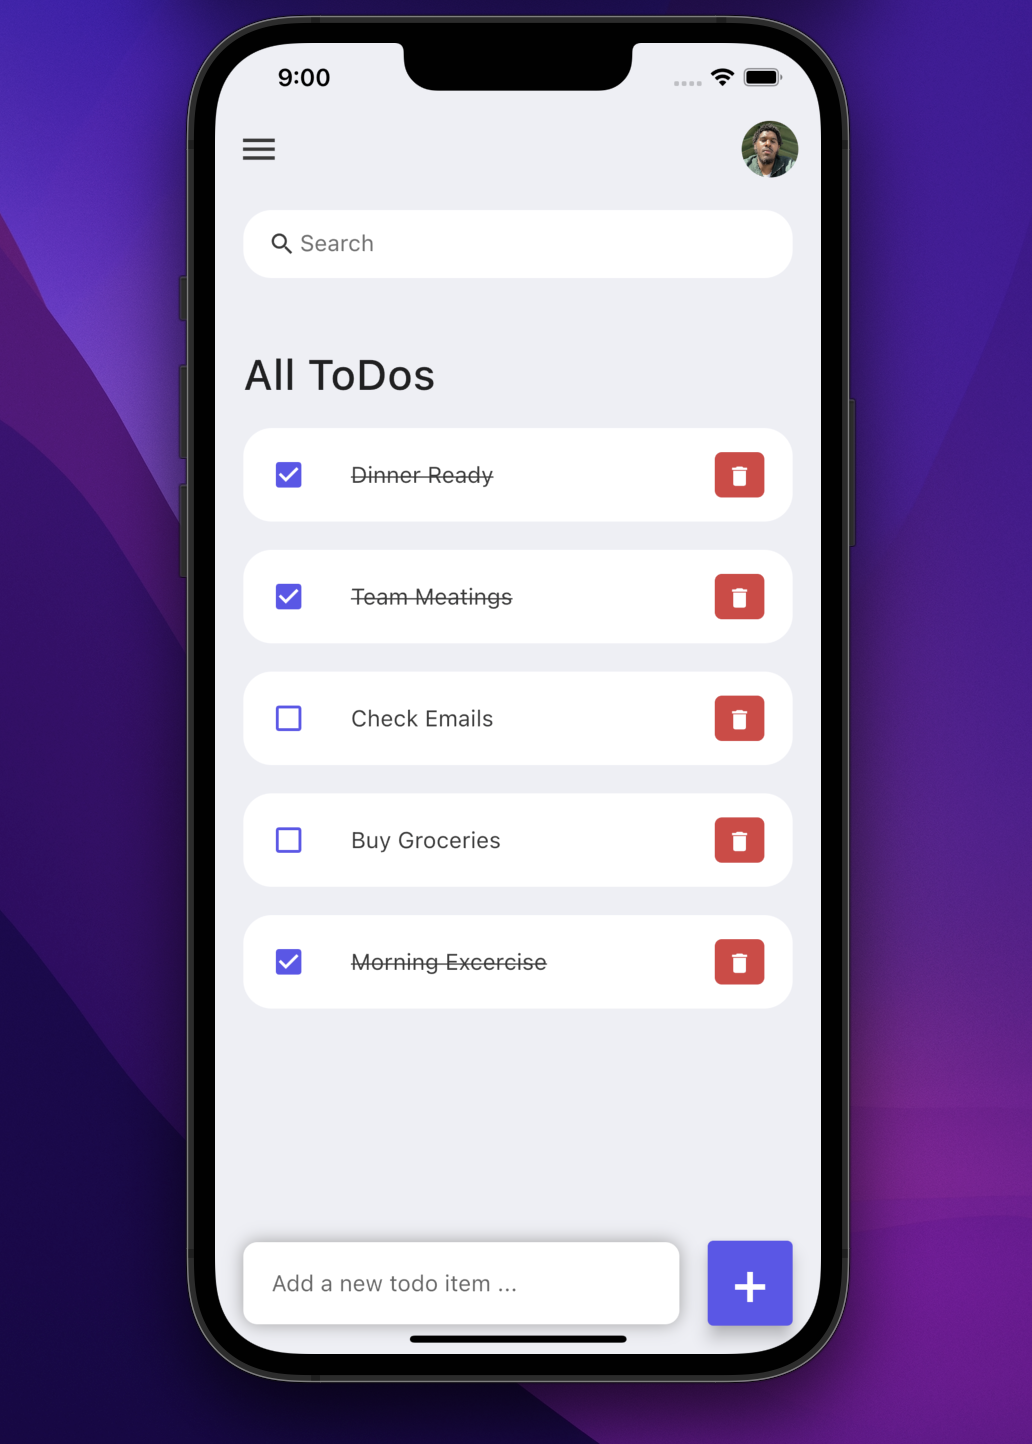 9:00
Search
All ToDos
Dinner Ready
Team Meatings
Check Emails
Buy Groceries
Morning Excercise
Add a new todo item ...